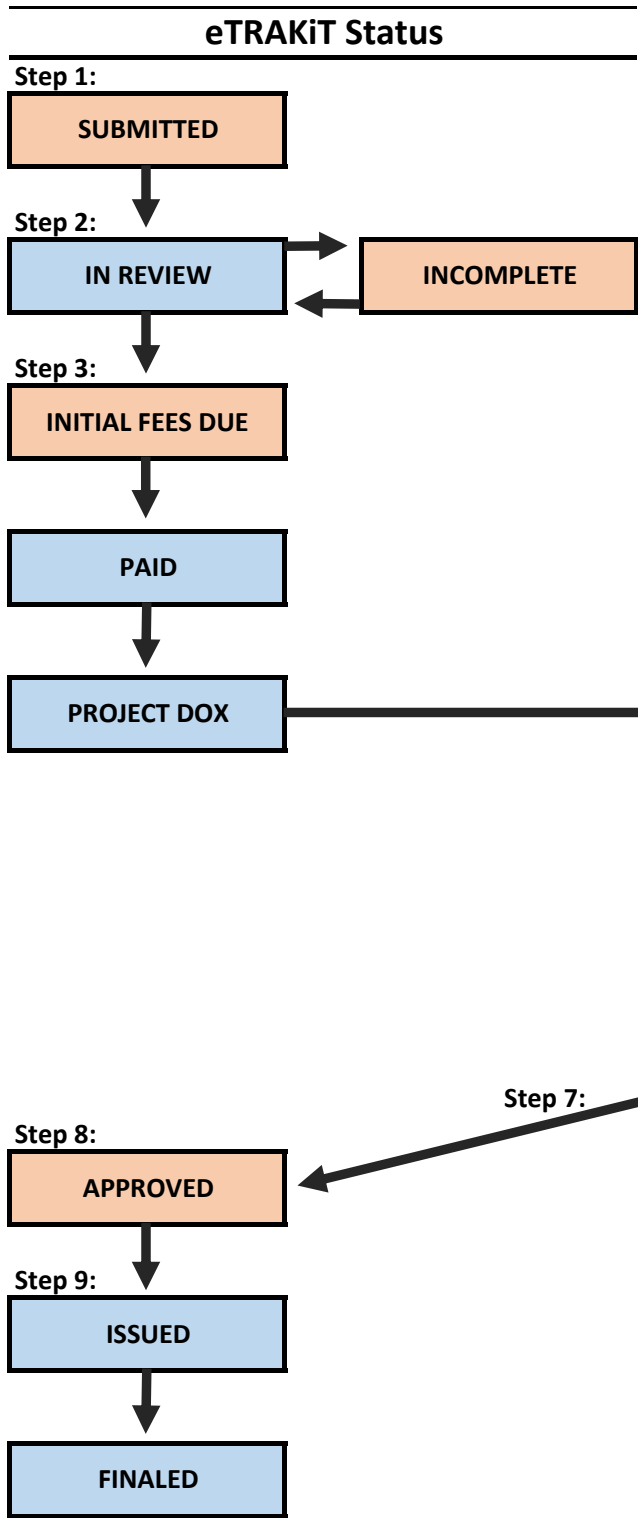 eTRAKiT Status
Step 1:
SUBMITTED
Step 2:
IN REVIEW
INCOMPLETE
Step 3:
INITIAL FEES DUE
PAID
PROJECT DOX
Step 7:
Step 8:
APPROVED
Step 9:
ISSUED
FINALED